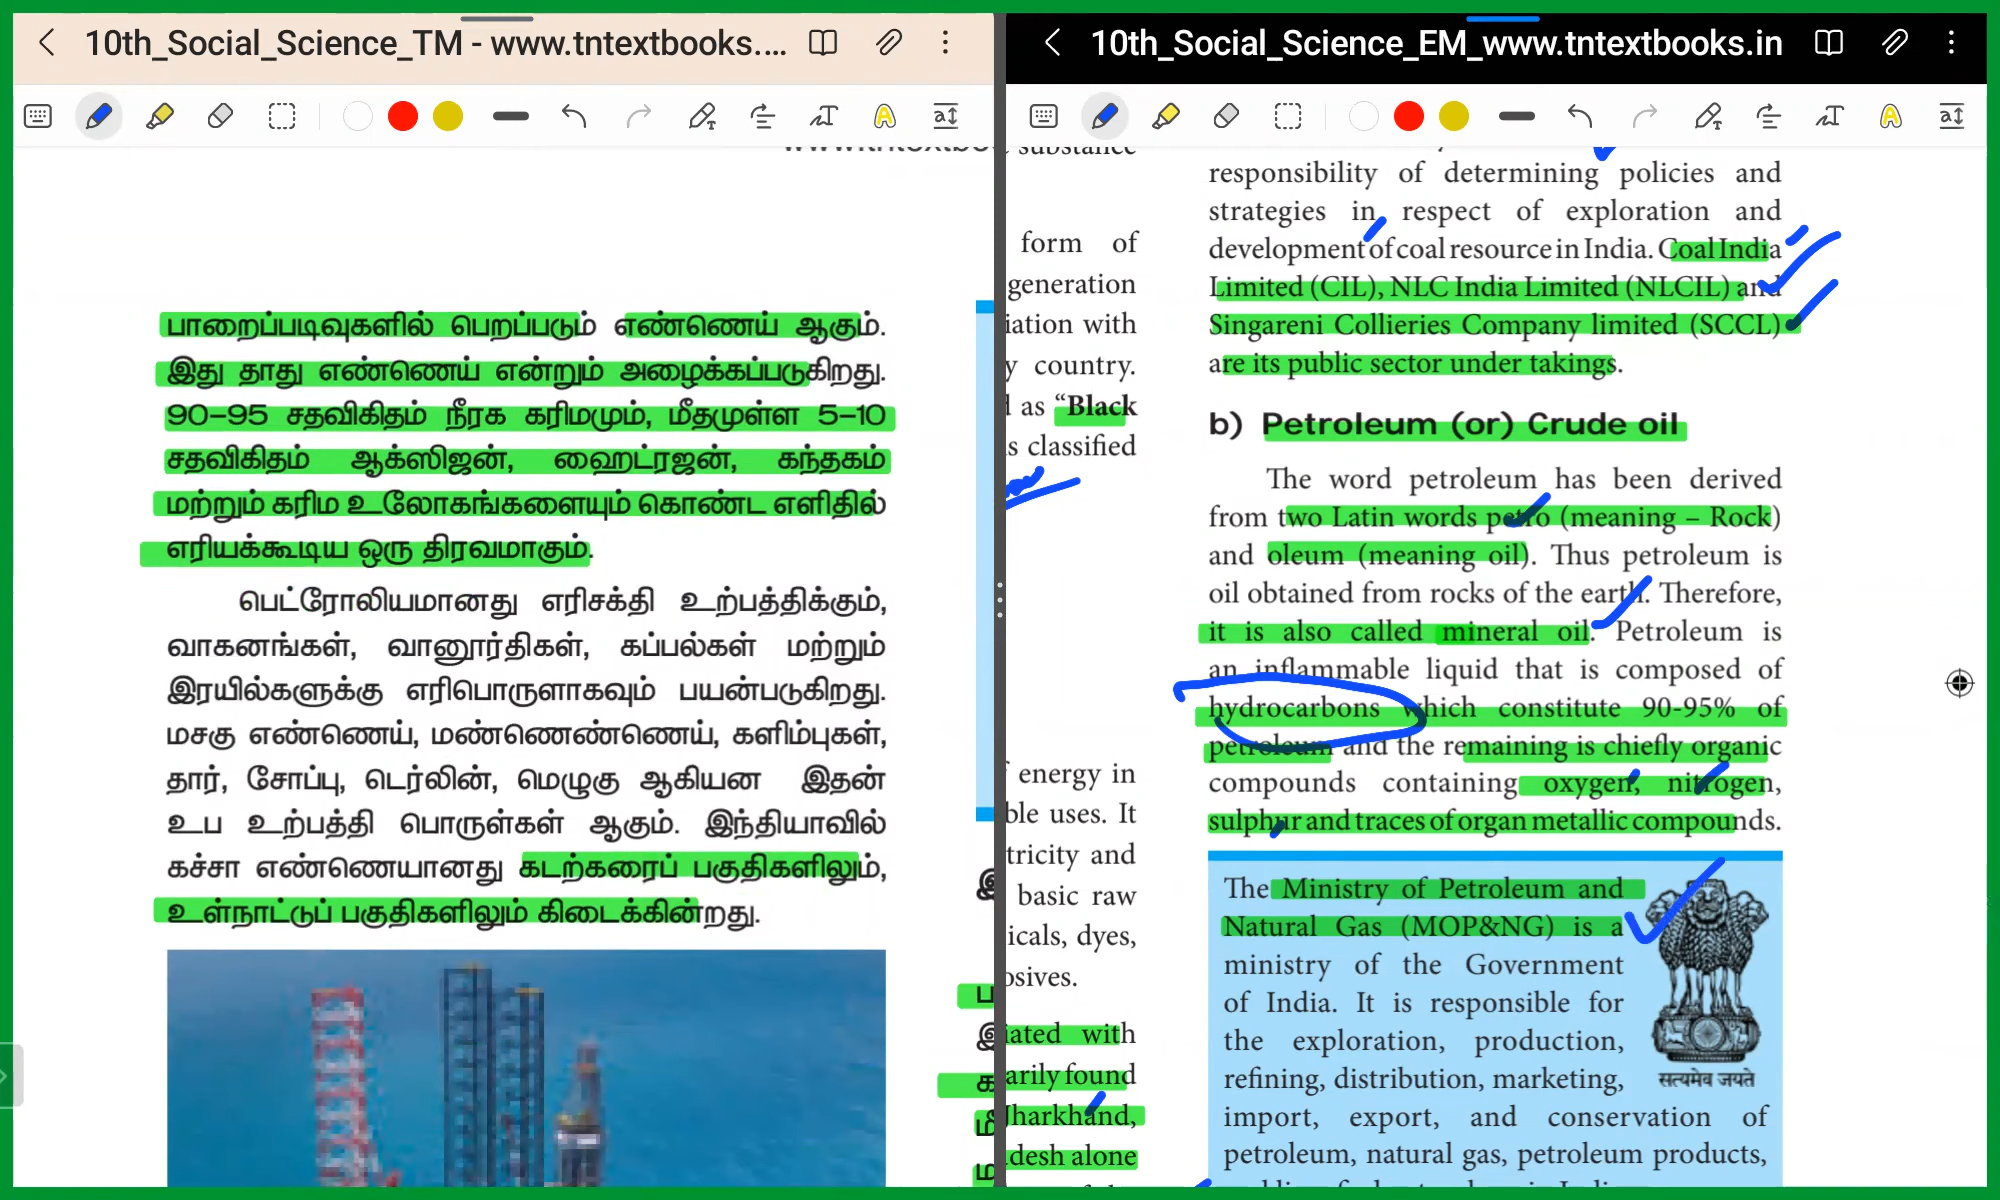 10th_Social_Science_TM - www.tntextbooks....
பாறைப்படிவுகளில் பெறப்படும் எண்ணெய் ஆகும்.
இது தாது எண்ணெய் என்றும் அழைக்கப்படுகிறது.
90–95 சதவிகிதம் நீரக கரிமமும், மீதமுள்ள 5–10
சதவிகிதம் ஆக்ஸிஜன், ஹைட்ரஜன், கந்தகம்
மற்றும் கரிம உலோகங்களையும் கொண்ட எளிதில்
எரியக்கூடிய ஒரு திரவமாகும்.
பெட்ரோலியமானது எரிசக்தி உற்பத்திக்கும்,
வாகனங்கள், வானூர்திகள், கப்பல்கள் மற்றும்
இரயில்களுக்கு எரிபொருளாகவும் பயன்படுகிறது.
மசகு எண்ணெய், மண்ணெண்ணெய், களிம்புகள்,
தார், சோப்பு, டெர்லின், மெழுகு ஆகியன இதன்
உப உற்பத்தி பொருள்கள் ஆகும். இந்தியாவில்
கச்சா எண்ணெயானது கடற்கரைப் பகுதிகளிலும்,
உள்நாட்டுப் பகுதிகளிலும் கிடைக்கின்றது.
10th_Social_Science_EM_www.tntextbooks.in
substance
form of
generation
with
country.
as “Black
classified
energy in
uses. It
and
basic raw
dyes,
with
found
Jharkhand,
alone
responsibility of determining policies and
strategies in respect of exploration and
development of coal resource in India. Coal India
Limited (CIL), NLC India Limited (NLCIL) and
Singareni Collieries Company limited (SCCL)
are its public sector under takings.
b) Petroleum (or) Crude oil
The word petroleum has been derived
from two Latin words petro (meaning – Rock)
and oleum (meaning oil). Thus petroleum is
oil obtained from rocks of the earth. Therefore,
it is also called mineral oil. Petroleum is
an inflammable liquid that is composed of
hydrocarbons which constitute 90-95% of
petroleum and the remaining is chiefly organic
compounds containing oxygen, nitrogen,
sulphur and traces of organ metallic compounds.
The Ministry of Petroleum and
Natural Gas (MOP&NG) is a
ministry of the Government
of India. It is responsible for
the exploration, production,
refining, distribution, marketing,
import, export, and conservation of
petroleum, natural gas, petroleum products,
सत्यमेव जयते